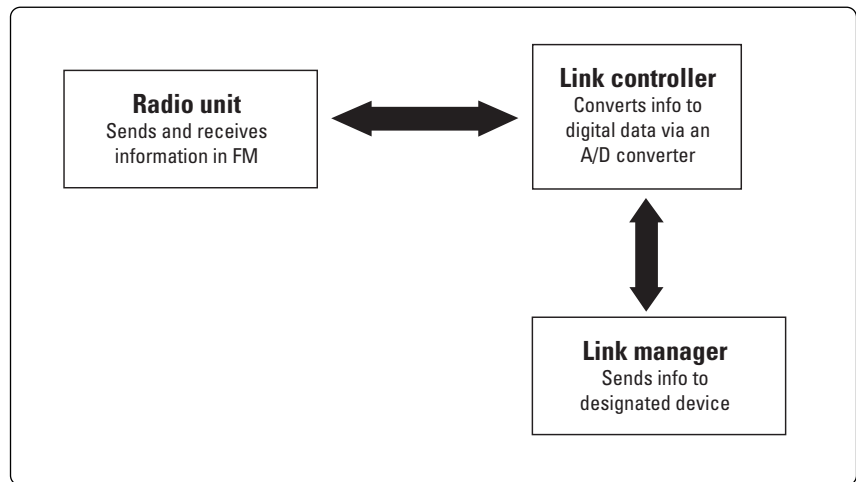 Radio unit
Sends and receives
information in FM
Link controller
Converts info to
digital data via an
A/D converter
Link manager
Sends info to
designated device